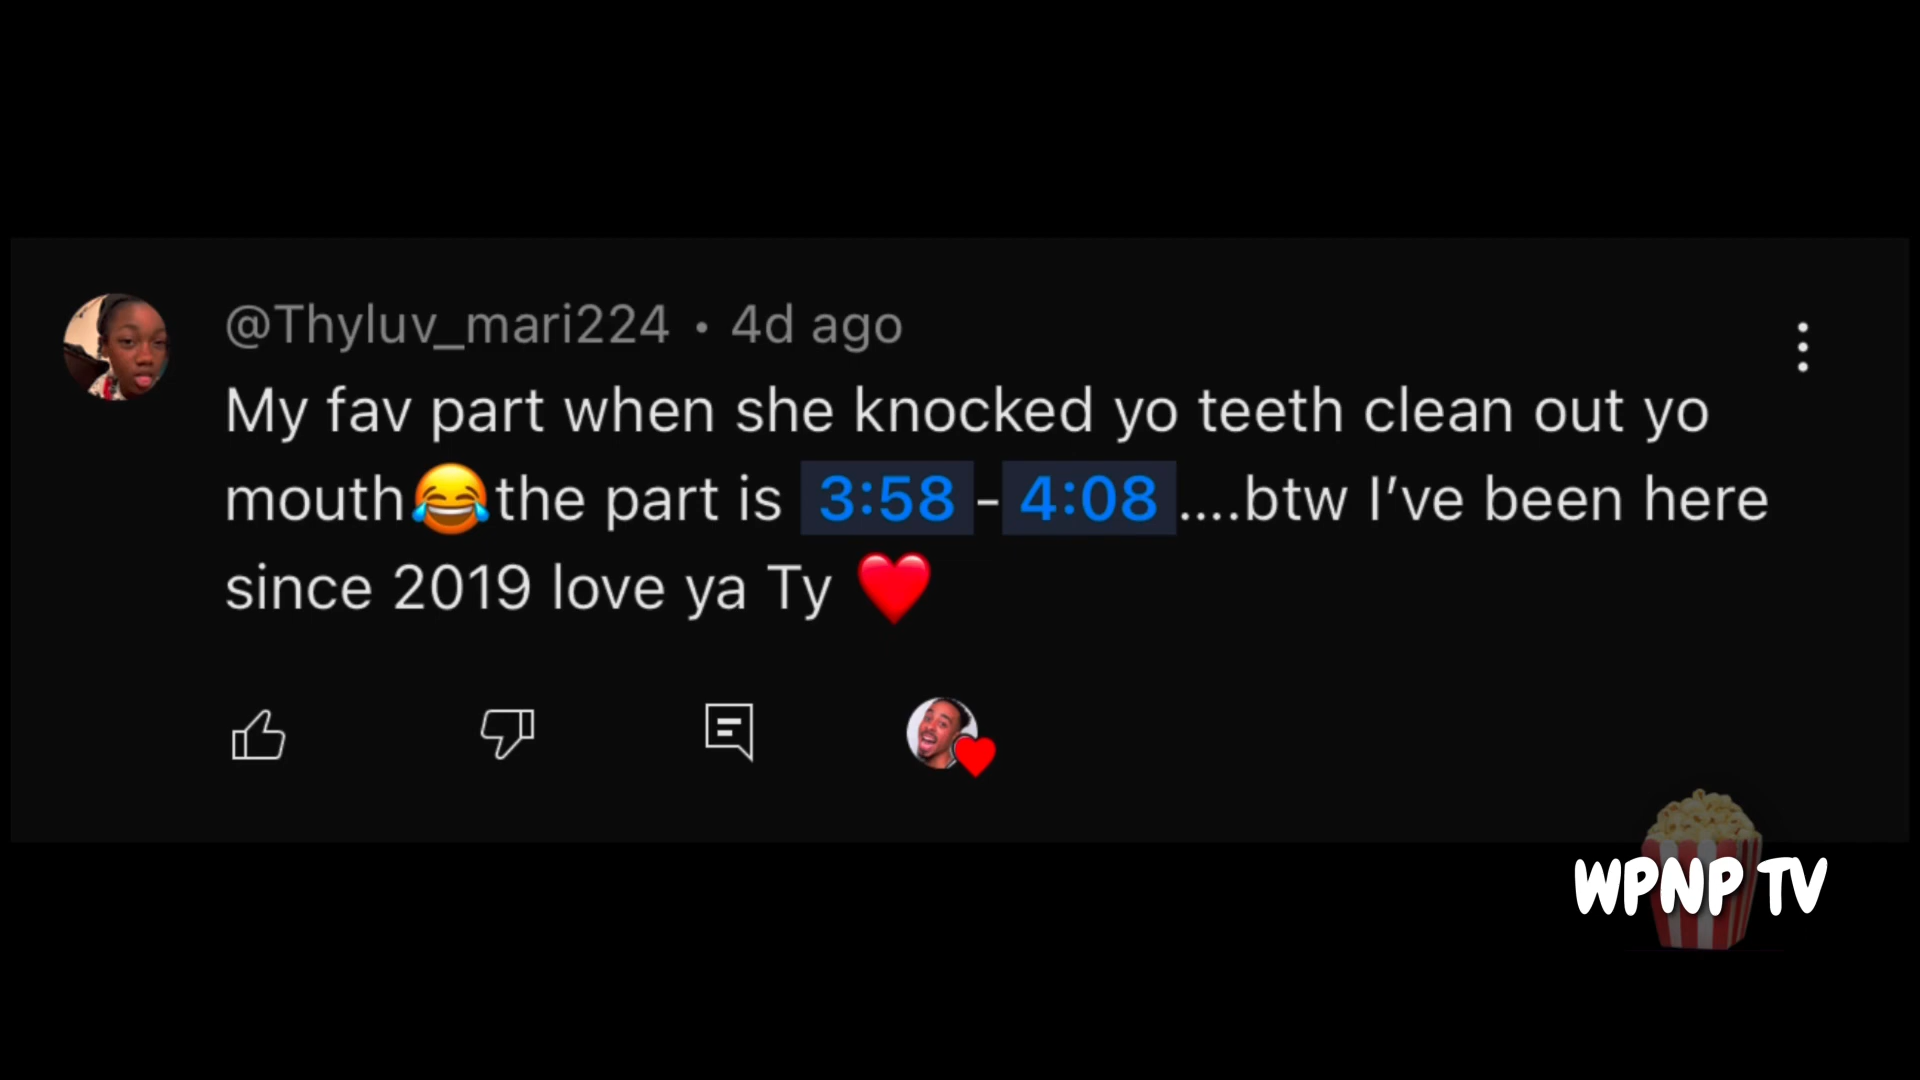 @Thyluv_mari224 • 4d ago
My fav part when she knocked yo teeth clean out yo
mouth😂the part is 3:58-4:08....btw I’ve been here
since 2019 love ya Ty ❤️
WPNP TV